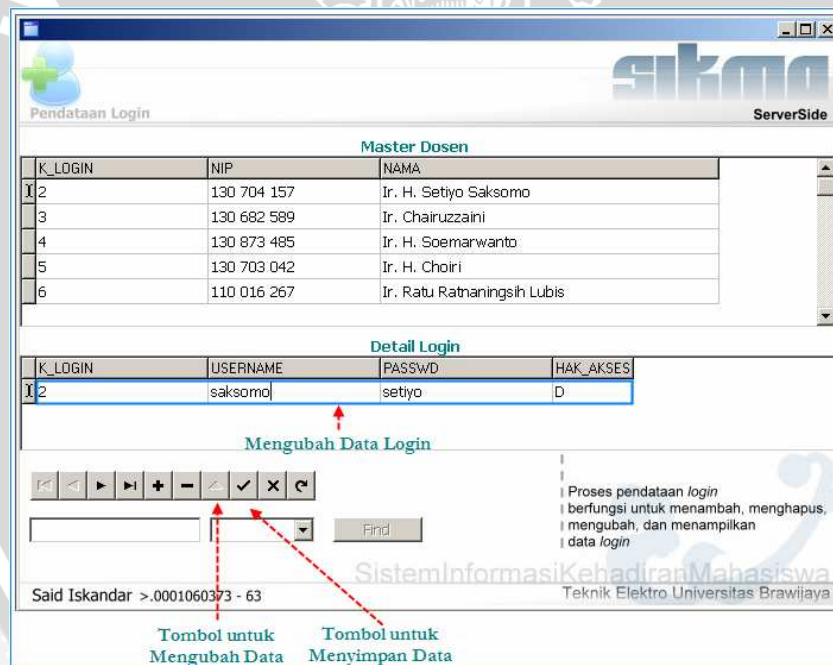 sikma
Pendataan Login
ServerSide
Master Dosen
K_LOGIN NIP NAMA
2 130 704 157 Ir. H. Setiyo Saksomo
3 130 682 589 Ir. Chairuzzaini
4 130 873 485 Ir. H. Soemarwanto
5 130 703 042 Ir. H. Choiri
6 110 016 267 Ir. Ratu Ratnaningsih Lubis
Detail Login
K_LOGIN USERNAME PASSWD HAK_AKSES
2 saksomo setiyo D
Mengubah Data Login
Find
Proses pendataan login
berfungsi untuk menambah, menghapus,
mengubah, dan menampilkan
data login
SistemInformasiKehadiranMahasiswa
Said Iskandar >.0001060373 - 63
Teknik Elektro Universitas Brawijaya
Tombol untuk
Mengubah Data
Tombol untuk
Menyimpan Data